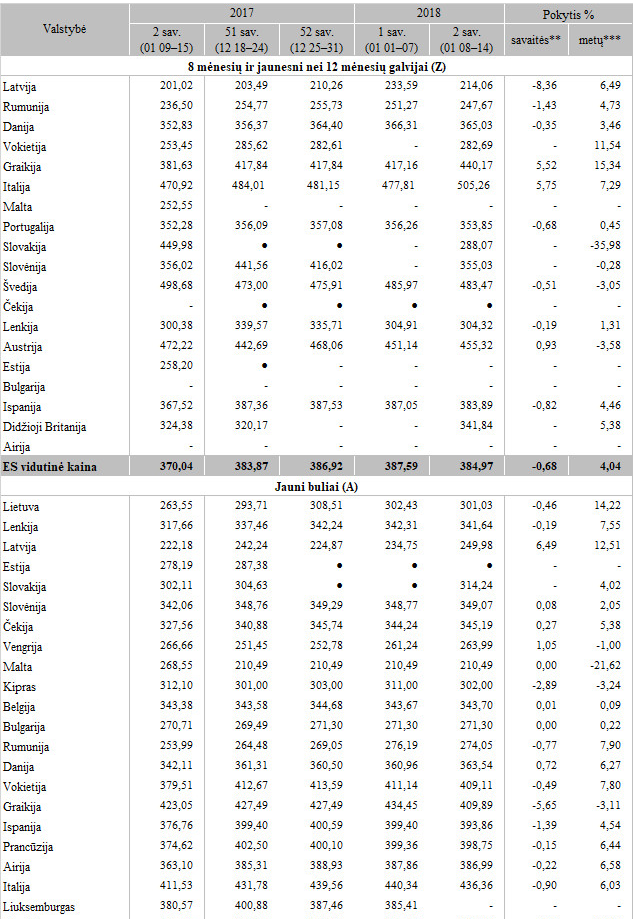 Valstybė 2017 2018 Pokytis %
2 sav. (01 09–15) 51 sav. (12 18–24) 52 sav. (12 25–31) 1 sav. (01 01–07) 2 sav. (01 08–14) savaitės** metų***
8 mėnesių ir jaunesni nei 12 mėnesių galvijai (Z)
Latvija 201,02 203,49 210,26 233,59 214,06 -8,36 6,49
Rumunija 236,50 254,77 255,73 251,27 247,67 -1,43 4,73
Danija 352,83 356,37 364,40 366,31 365,03 -0,35 3,46
Vokietija 253,45 285,62 282,61 - 282,69 - 11,54
Graikija 381,63 417,84 417,84 417,16 440,17 5,52 15,34
Italija 470,92 484,01 481,15 477,81 505,26 5,75 7,29
Malta 252,55 - - - - - -
Portugalija 352,28 356,09 357,08 356,26 353,85 -0,68 0,45
Slovakija 449,98 ● ● - 288,07 - -35,98
Slovėnija 356,02 441,56 416,02 - 355,03 - -0,28
Švedija 498,68 473,00 475,91 485,97 483,47 -0,51 -3,05
Čekija - ● ● ● ● - -
Lenkija 300,38 339,57 335,71 304,91 304,32 -0,19 1,31
Austrija 472,22 442,69 468,06 451,14 455,32 0,93 -3,58
Estija 258,20 ● - - - - -
Bulgarija - - - - - - -
Ispanija 367,52 387,36 387,53 387,05 383,89 -0,82 4,46
Didžioji Britanija 324,38 320,17 - - 341,84 - 5,38
Airija - - - - - - -
ES vidutinė kaina 370,04 383,87 386,92 387,59 384,97 -0,68 4,04
Jauni buliai (A)
Lietuva 263,55 293,71 308,51 302,43 301,03 -0,46 14,22
Lenkija 317,66 337,46 342,24 342,31 341,64 -0,19 7,55
Latvija 222,18 242,24 224,87 234,75 249,98 6,49 12,51
Estija 278,19 287,38 ● ● ● - -
Slovakija 302,11 304,63 ● ● 314,24 - 4,02
Slovėnija 342,06 348,76 349,29 348,77 349,07 0,08 2,05
Čekija 327,56 340,88 345,74 344,24 345,19 0,27 5,38
Vengrija 266,66 251,45 252,78 261,24 263,99 1,05 -1,00
Malta 268,55 210,49 210,49 210,49 210,49 0,00 -21,62
Kipras 312,10 301,00 303,00 311,00 302,00 -2,89 -3,24
Belgija 343,38 343,58 344,68 343,67 343,70 0,01 0,09
Bulgarija 270,71 269,49 271,30 271,30 271,30 0,00 0,22
Rumunija 253,99 264,48 269,05 276,19 274,05 -0,77 7,90
Danija 342,11 361,31 360,50 360,96 363,54 0,72 6,27
Vokietija 379,51 412,67 413,59 411,14 409,11 -0,49 7,80
Graikija 423,05 427,49 427,49 434,45 409,89 -5,65 -3,11
Ispanija 376,76 399,40 400,59 399,40 393,86 -1,39 4,54
Prancūzija 374,62 402,50 400,10 399,36 398,75 -0,15 6,44
Airija 363,10 385,31 388,93 387,86 386,99 -0,22 6,58
Italija 411,53 431,78 439,56 440,34 436,36 -0,90 6,03
Liuksemburgas 380,57 400,88 387,46 385,41 - - -